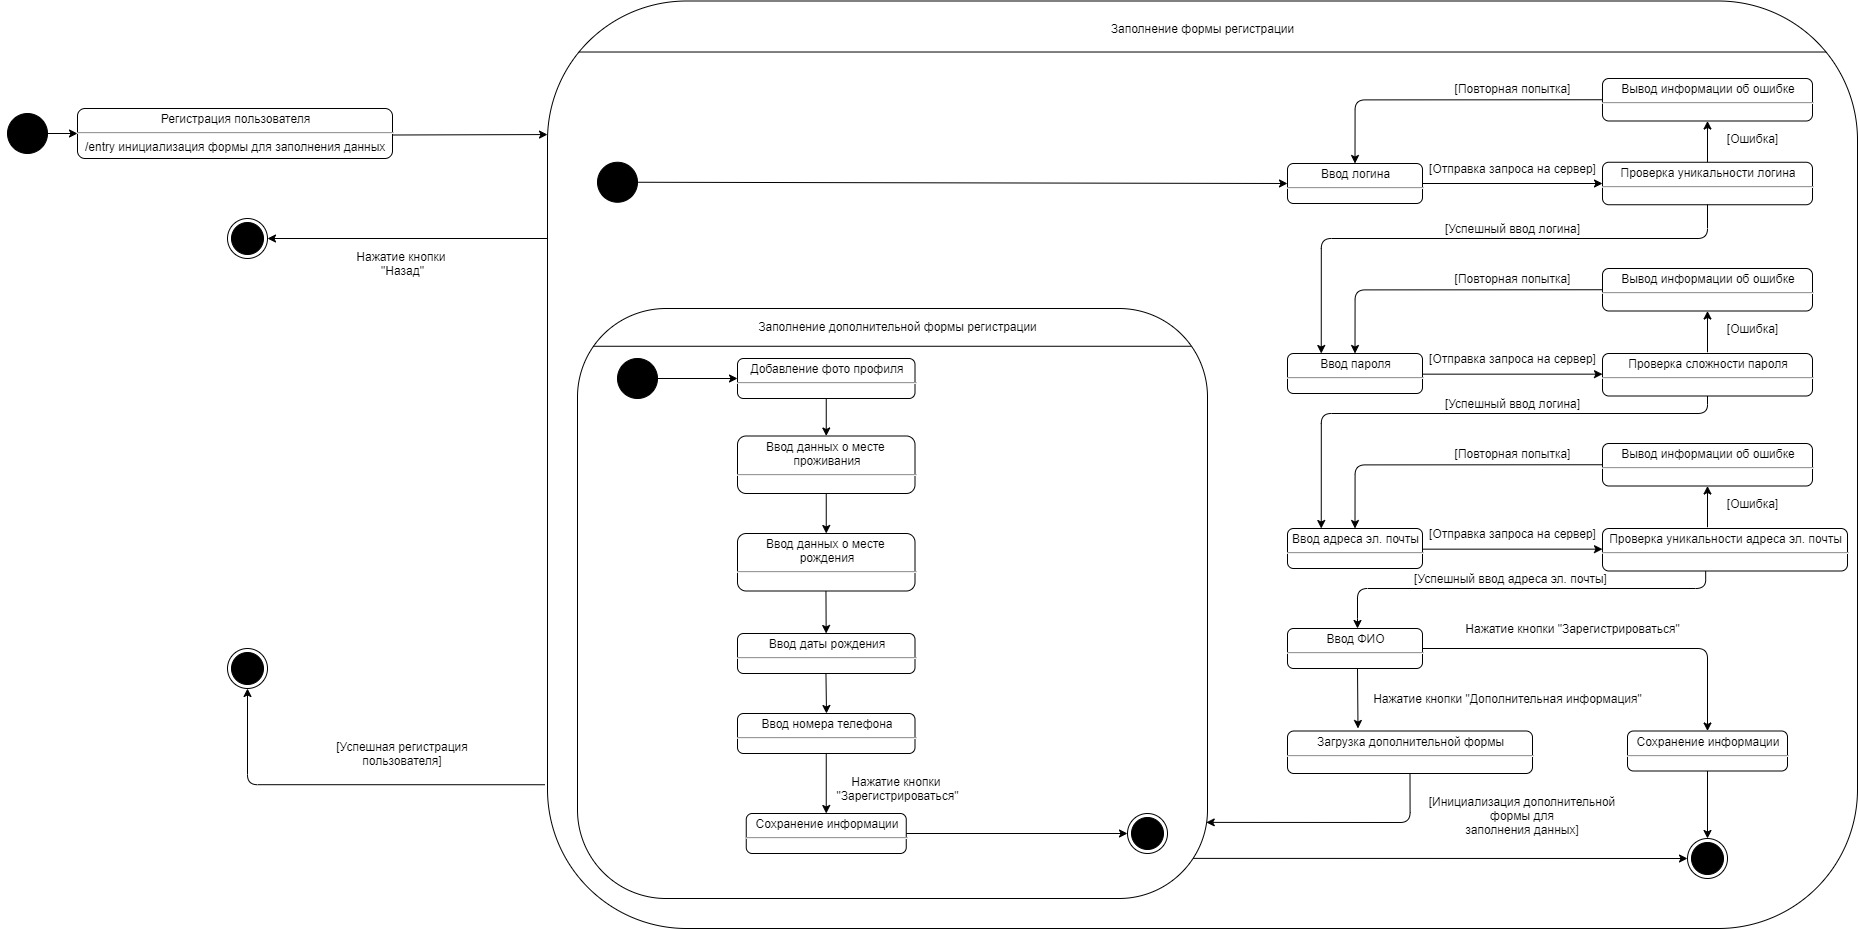 Заполнение формы регистрации
Регистрация пользователя
/entry инициализация формы для заполнения данных
Нажатие кнопки
"Назад"
[Успешная регистрация
пользователя]
[Повторная попытка]
Вывод информации об ошибке
[Ошибка]
Ввод логина
[Отправка запроса на сервер]
Проверка уникальности логина
[Успешный ввод логина]
[Повторная попытка]
Вывод информации об ошибке
[Ошибка]
Ввод пароля
[Отправка запроса на сервер]
Проверка сложности пароля
[Успешный ввод логина]
[Повторная попытка]
Вывод информации об ошибке
[Ошибка]
Ввод адреса эл. почты
[Отправка запроса на сервер]
Проверка уникальности адреса эл. почты
[Успешный ввод адреса эл. почты]
Ввод ФИО
Нажатие кнопки "Зарегистрироваться"
Нажатие кнопки "Дополнительная информация"
Загрузка дополнительной формы
Сохранение информации
[Инициализация дополнительной
формы для
заполнения данных]
Заполнение дополнительной формы регистрации
Добавление фото профиля
Ввод данных о месте
проживания
Ввод данных о месте
рождения
Ввод даты рождения
Ввод номера телефона
Нажатие кнопки
"Зарегистрироваться"
Сохранение информации